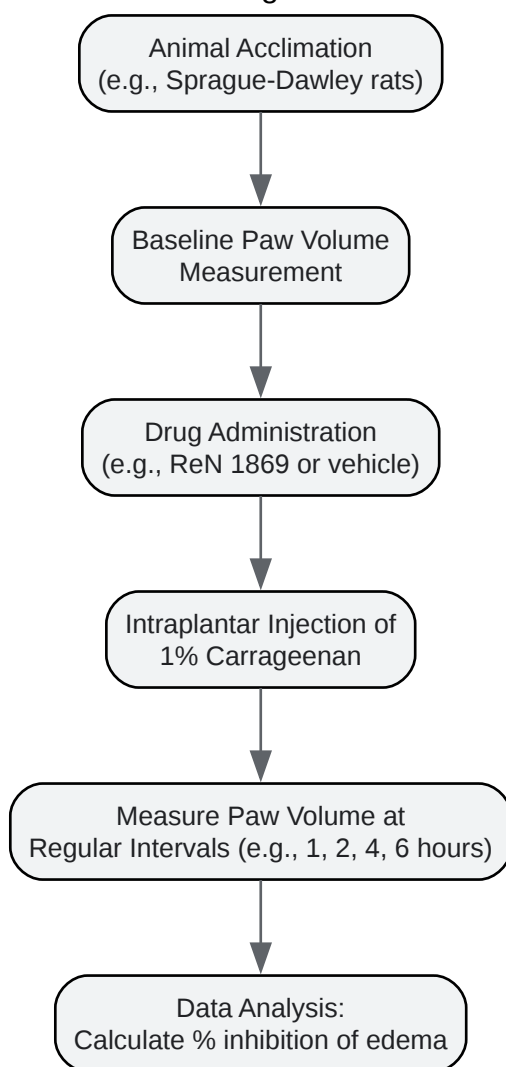 Animal Acclimation
(e.g., Sprague-Dawley rats)
Baseline Paw Volume
Measurement
Drug Administration
(e.g., ReN 1869 or vehicle)
Intraplantar Injection of
1% Carrageenan
Measure Paw Volume at
Regular Intervals (e.g., 1, 2, 4, 6 hours)
Data Analysis:
Calculate % inhibition of edema